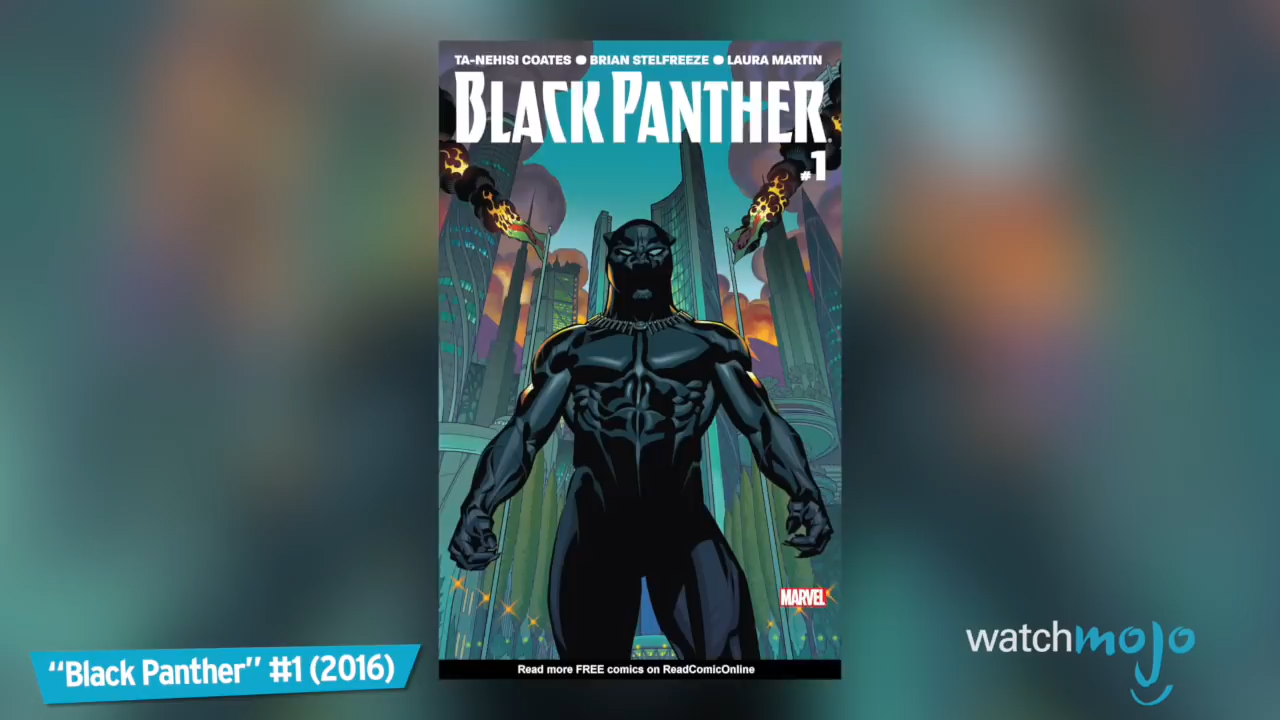 TA-NEHISI COATES ● BRIAN STELFREEZE ● LAURA MARTIN
BLACK PANTHER
#1
MARVEL
Read more FREE comics on ReadComicOnline
“Black Panther” #1 (2016)
watchmojo